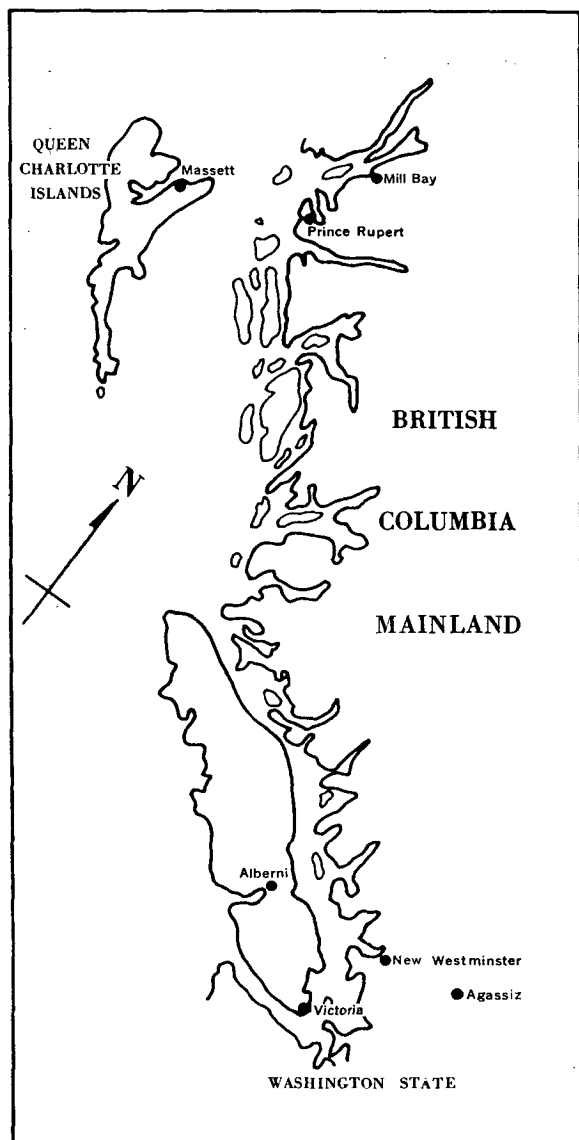 QUEEN
CHARLOTTE
ISLANDS
Massett
Mill Bay
Prince Rupert
BRITISH
COLUMBIA
N
MAINLAND
Alberni
New Westminster
Agassiz
Victoria
WASHINGTON STATE